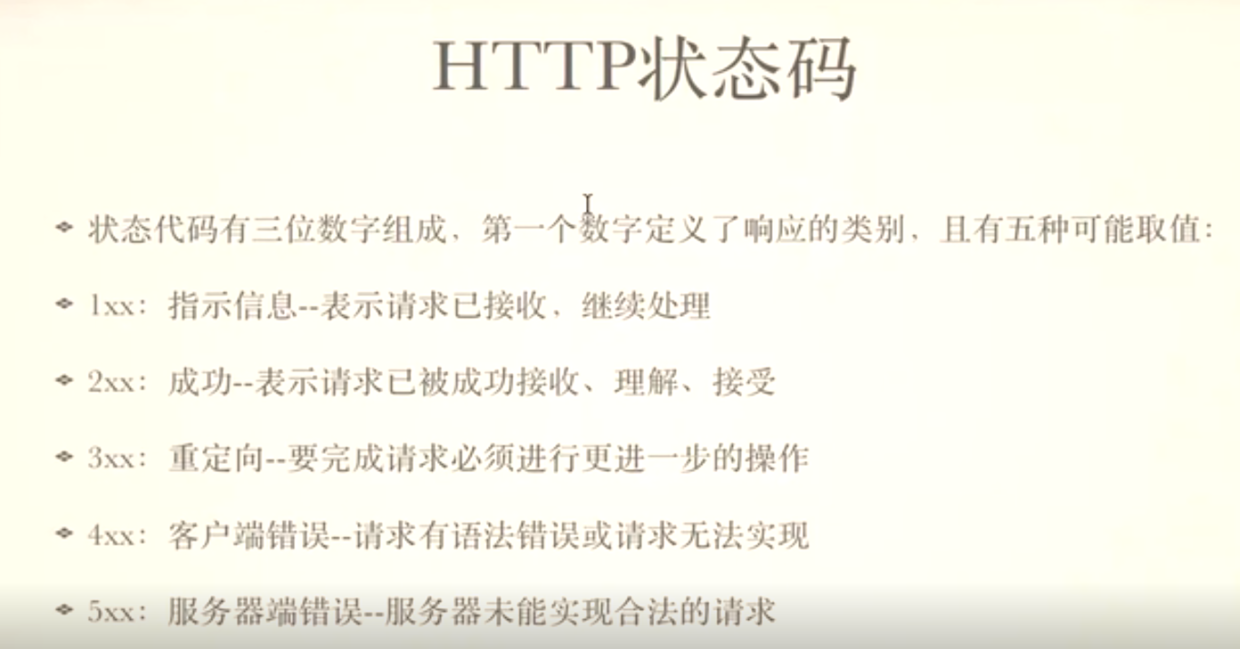 HTTP状态码
状态代码有三位数字组成，第一个数字定义了响应的类别，且有五种可能取值：
1xx：指示信息--表示请求已接收，继续处理
2xx：成功--表示请求已被成功接收、理解、接受
3xx：重定向--要完成请求必须进行更进一步的操作
4xx：客户端错误--请求有语法错误或请求无法实现
5xx：服务器端错误--服务器未能实现合法的请求